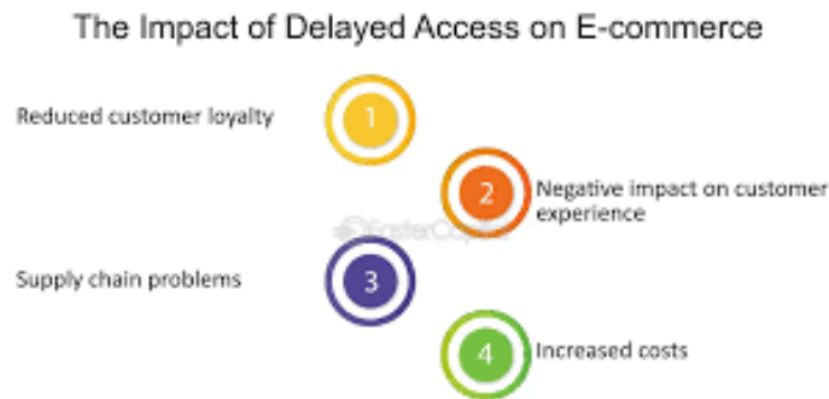 The Impact of Delayed Access on E-commerce
Reduced customer loyalty
1
2
Negative impact on customer
experience
FasterCapital
Supply chain problems
3
4
Increased costs